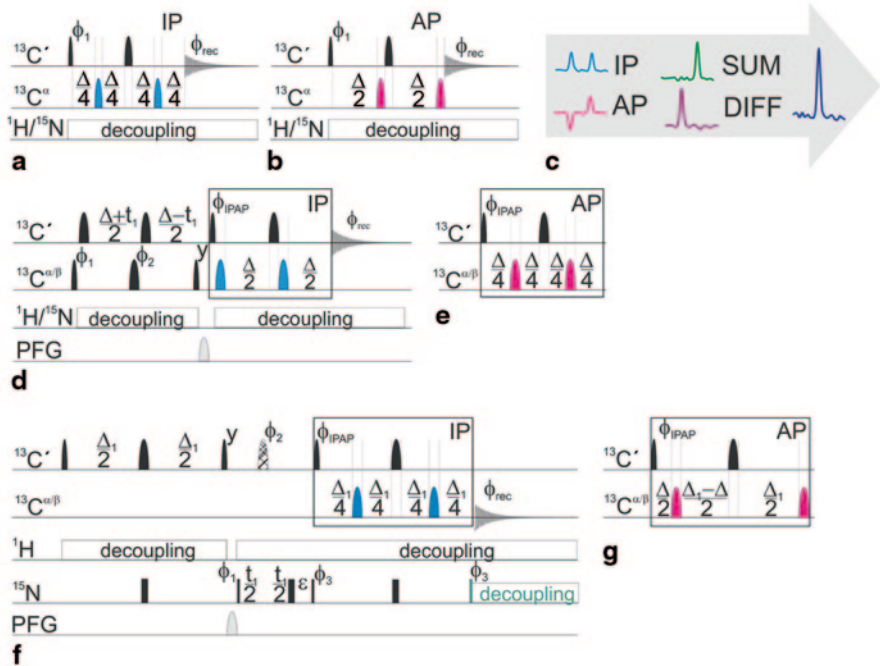 ϕ₁ IP ϕrec
¹³C′
Δ/4 Δ/4 Δ/4 Δ/4
¹³Cα
¹H/¹⁵N decoupling
a
ϕ₁ AP ϕrec
¹³C′
Δ/2 Δ/2
¹³Cα
¹H/¹⁵N decoupling
b
IP SUM
AP DIFF
c
ϕIPAP IP ϕrec
¹³C′ Δ+t₁/2 Δ−t₁/2
¹³Cα/β ϕ₁ ϕ₂ y Δ/2 Δ/2
¹H/¹⁵N decoupling decoupling
PFG
d
ϕIPAP AP
¹³C′
¹³Cα/β Δ/4 Δ/4 Δ/4 Δ/4
e
¹³C′ Δ₁/2 Δ₁/2 y ϕ₂ ϕIPAP IP
¹³Cα/β Δ₁/4 Δ₁/4 Δ₁/4 Δ₁/4 ϕrec
¹H decoupling decoupling
¹⁵N ϕ₁ t₁/2 t₁/2 ε ϕ₃ ϕ₃ decoupling
PFG
f
ϕIPAP AP
¹³C′
¹³Cα/β Δ/2 Δ₁−Δ/2 Δ₁/2
g